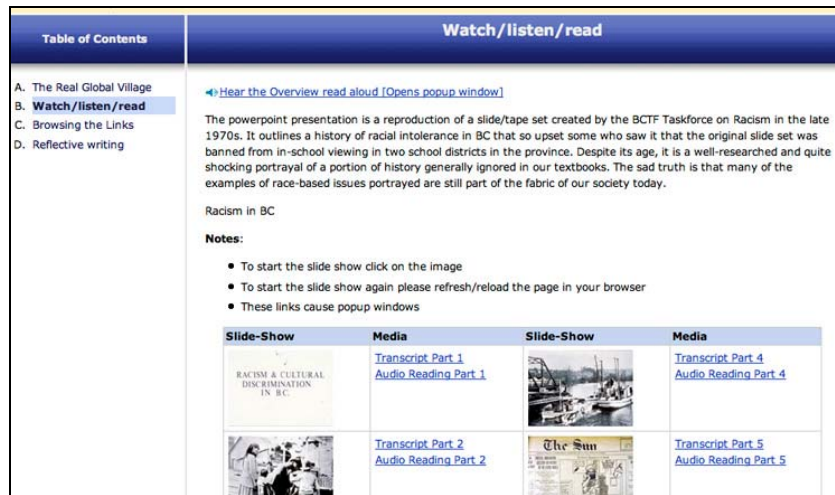 Table of Contents
Watch/listen/read
A. The Real Global Village
B. Watch/listen/read
C. Browsing the Links
D. Reflective writing
Hear the Overview read aloud [Opens popup window]
The powerpoint presentation is a reproduction of a slide/tape set created by the BCTF Taskforce on Racism in the late
1970s. It outlines a history of racial intolerance in BC that so upset some who saw it that the original slide set was
banned from in-school viewing in two school districts in the province. Despite its age, it is a well-researched and quite
shocking portrayal of a portion of history generally ignored in our textbooks. The sad truth is that many of the
examples of race-based issues portrayed are still part of the fabric of our society today.
Racism in BC
Notes:
• To start the slide show click on the image
• To start the slide show again please refresh/reload the page in your browser
• These links cause popup windows
Slide-Show Media Slide-Show Media
RACISM & CULTURAL
DISCRIMINATION
IN B.C.
Transcript Part 1
Audio Reading Part 1
Transcript Part 4
Audio Reading Part 4
Transcript Part 2
Audio Reading Part 2
The Sun
Transcript Part 5
Audio Reading Part 5